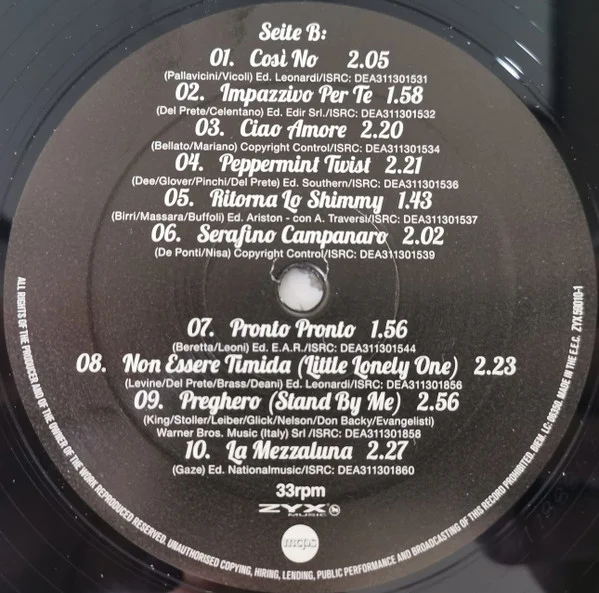 Seite B:
01. Così No 2.05
(Pallavicini/Vicoli) Ed. Leonardi/ISRC: DEA311301531
02. Impazzivo Per Te 1.58
(Del Prete/Celentano) Ed. Edir Srl./ISRC: DEA311301532
03. Ciao Amore 2.20
(Bellato/Mariano) Copyright Control/ISRC: DEA311301534
04. Peppermint Twist 2.21
(Dee/Glover/Pinchi/Del Prete) Ed. Southern/ISRC: DEA311301536
05. Ritorna Lo Shimmy 1.43
(Birri/Massara/Buffoli) Ed. Ariston - con A. Traversi/ISRC: DEA311301537
06. Serafino Campanaro 2.02
(De Ponti/Nisa) Copyright Control/ISRC: DEA311301539
07. Pronto Pronto 1.56
(Beretta/Leoni) Ed. E.A.R./ISRC: DEA311301544
08. Non Essere Timida (Little Lonely One) 2.23
(Levine/Del Prete/Brass/Deani) Ed. Leonardi/ISRC: DEA311301856
09. Pregherò (Stand By Me) 2.56
(King/Stoller/Leiber/Glick/Nelson/Don Backy/Evangelisti)
Warner Bros. Music (Italy) Srl /ISRC: DEA311301858
10. La Mezzaluna 2.27
(Gaze) Ed. Nationalmusic/ISRC: DEA311301860
33rpm
ZYX
MUSIC
mcps
ALL RIGHTS OF THE PRODUCER AND OF THE OWNER OF THE WORK REPRODUCED RESERVED. UNAUTHORISED COPYING, HIRING, LENDING, PUBLIC PERFORMANCE AND BROADCASTING OF THIS RECORD PROHIBITED. BIEM. LC: 06350. MADE IN THE E.E.C. ZYX 56010-1